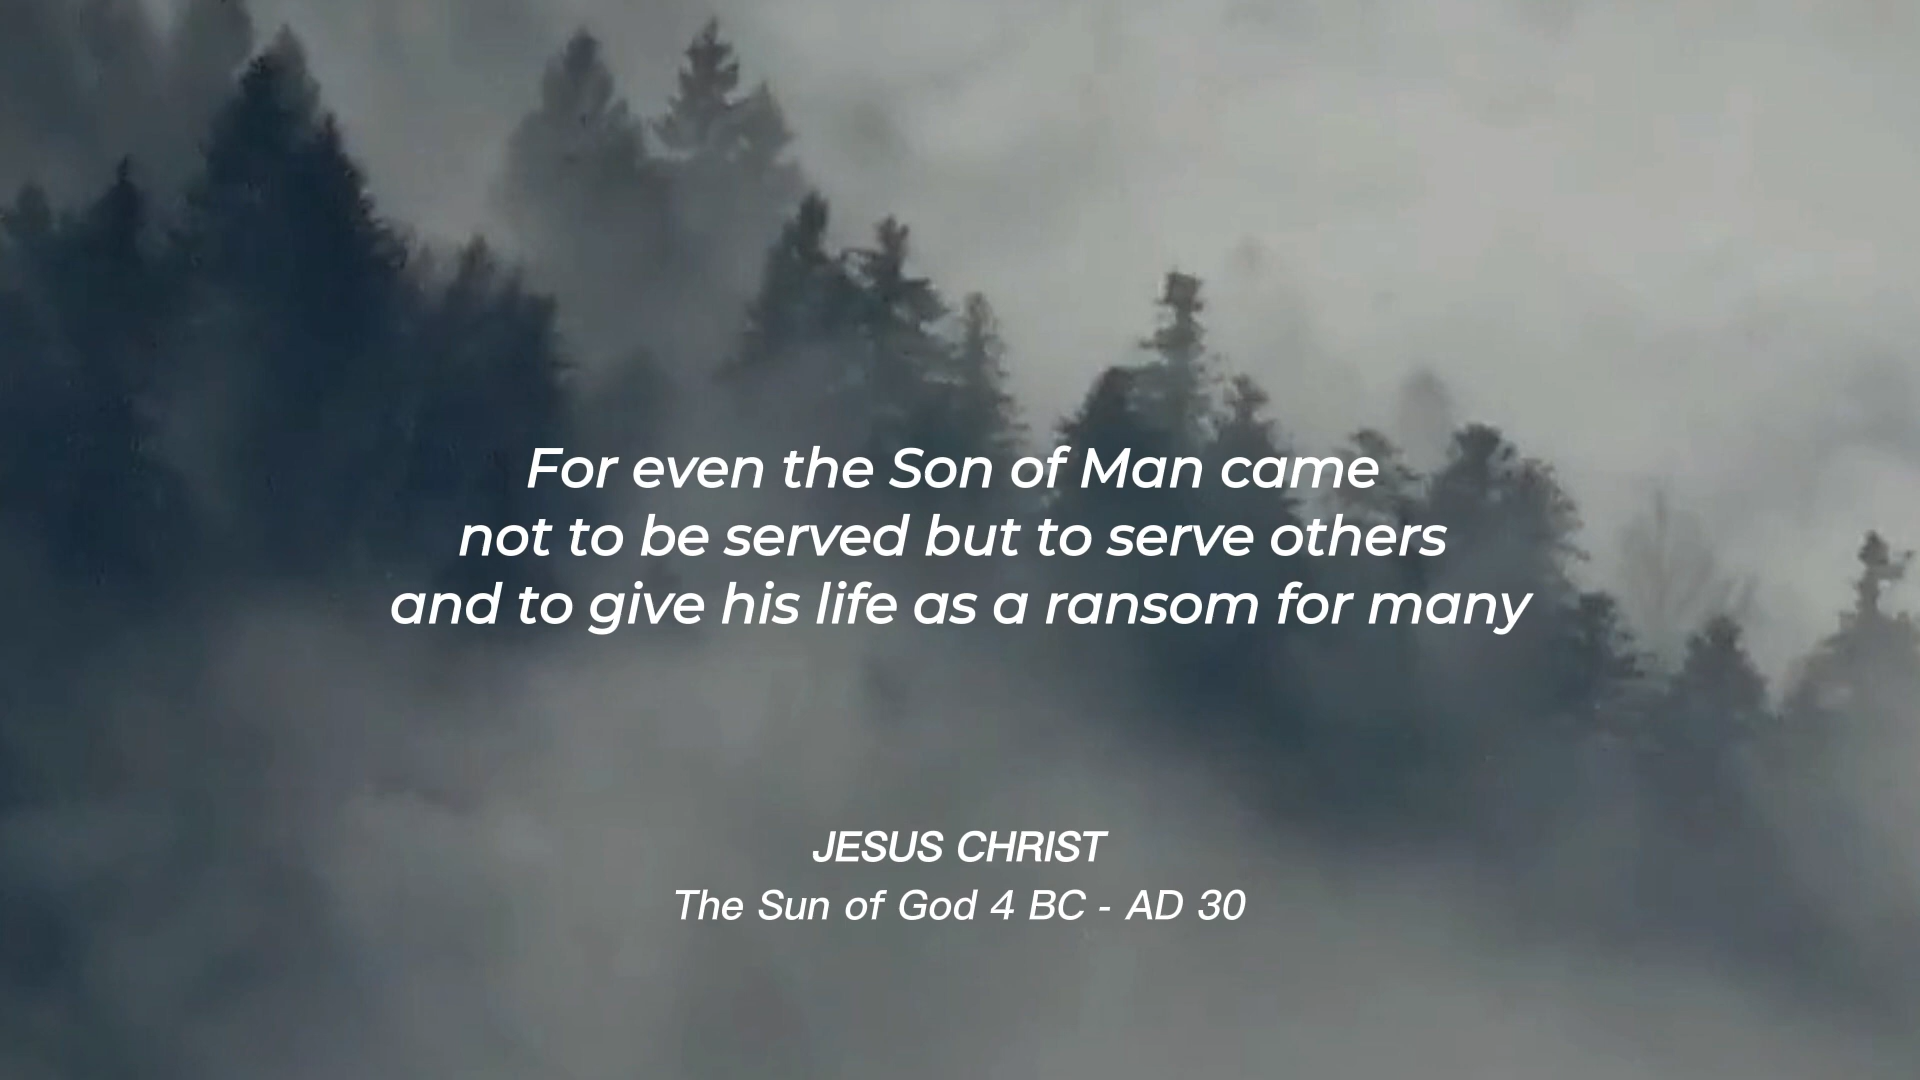 For even the Son of Man came
not to be served but to serve others
and to give his life as a ransom for many
JESUS CHRIST
The Sun of God 4 BC - AD 30